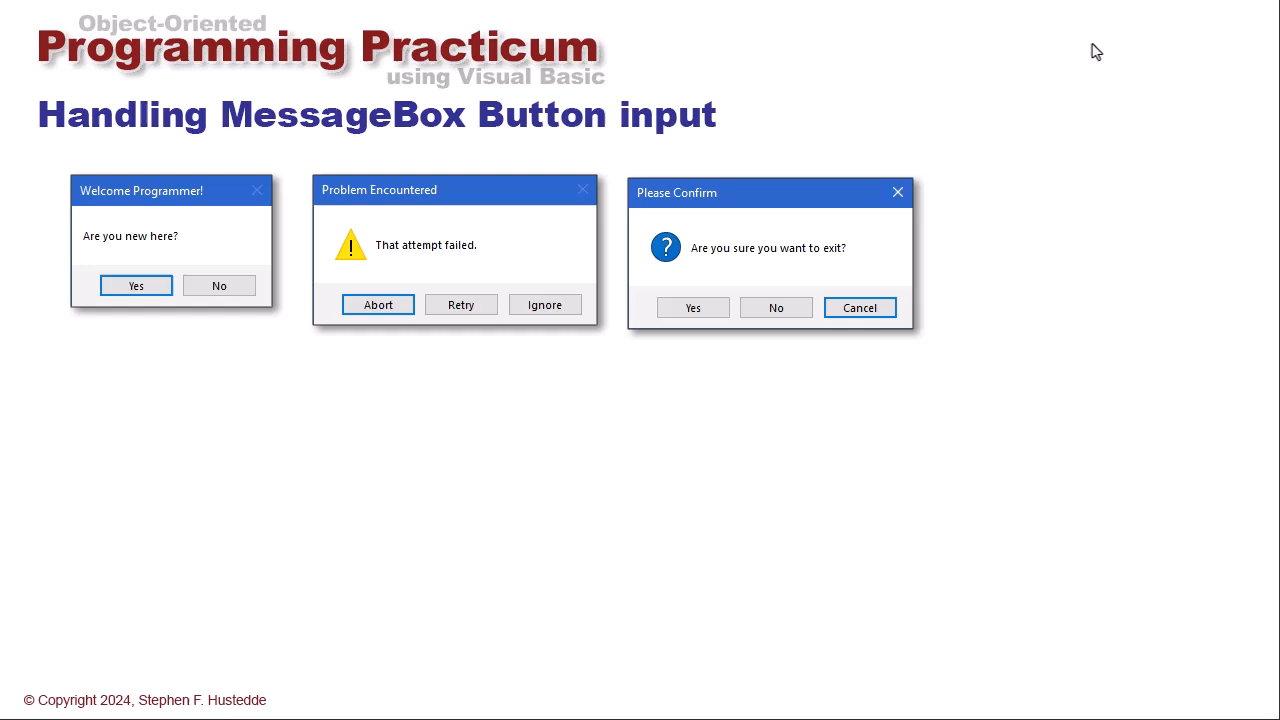 Object-Oriented
Programming Practicum
using Visual Basic
Handling MessageBox Button input
Welcome Programmer!
Are you new here?
Yes No
Problem Encountered
That attempt failed.
Abort Retry Ignore
Please Confirm
Are you sure you want to exit?
Yes No Cancel
© Copyright 2024, Stephen F. Hustedde